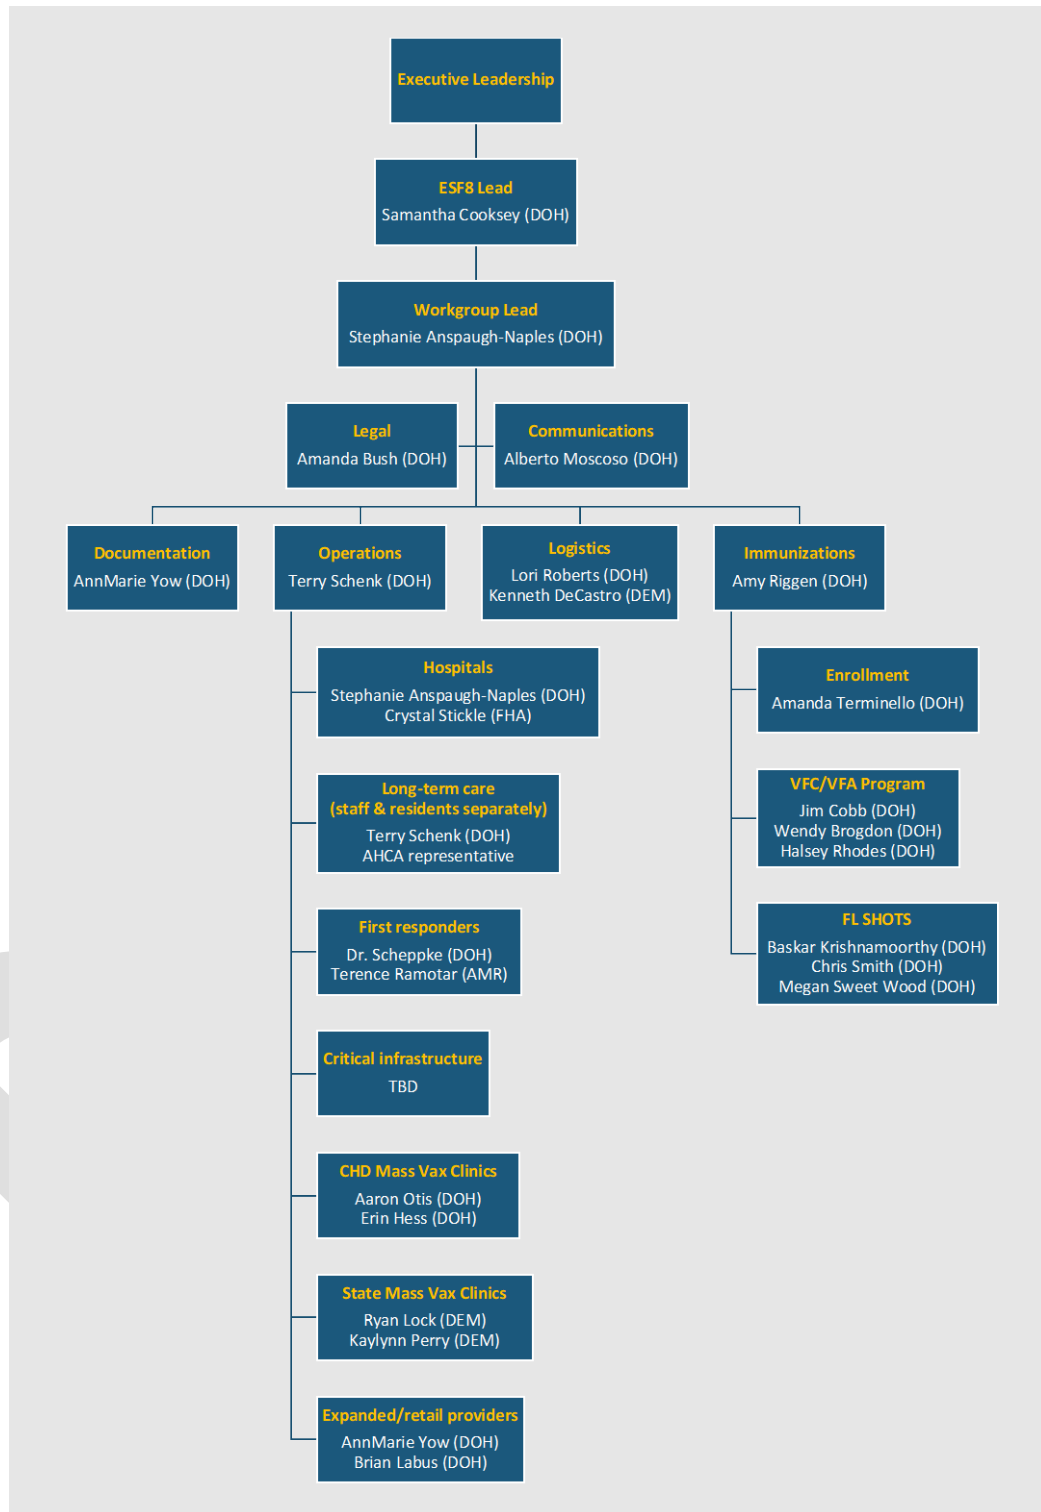 Executive Leadership
ESF8 Lead
Samantha Cooksey (DOH)
Workgroup Lead
Stephanie Anspaugh-Naples (DOH)
Legal
Amanda Bush (DOH)
Communications
Alberto Moscoso (DOH)
Documentation
AnnMarie Yow (DOH)
Operations
Terry Schenk (DOH)
Logistics
Lori Roberts (DOH)
Kenneth DeCastro (DEM)
Immunizations
Amy Riggen (DOH)
Hospitals
Stephanie Anspaugh-Naples (DOH)
Crystal Stickle (FHA)
Long-term care
(staff & residents separately)
Terry Schenk (DOH)
AHCA representative
First responders
Dr. Scheppke (DOH)
Terence Ramotar (AMR)
Critical infrastructure
TBD
CHD Mass Vax Clinics
Aaron Otis (DOH)
Erin Hess (DOH)
State Mass Vax Clinics
Ryan Lock (DEM)
Kaylynn Perry (DEM)
Expanded/retail providers
AnnMarie Yow (DOH)
Brian Labus (DOH)
Enrollment
Amanda Terminello (DOH)
VFC/VFA Program
Jim Cobb (DOH)
Wendy Brogdon (DOH)
Halsey Rhodes (DOH)
FL SHOTS
Baskar Krishnamoorthy (DOH)
Chris Smith (DOH)
Megan Sweet Wood (DOH)